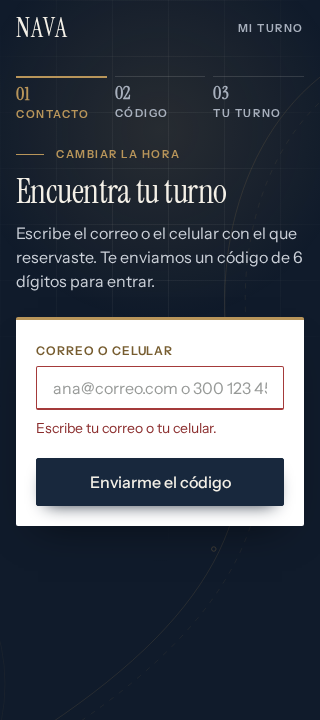 NAVA
MI TURNO
01
CONTACTO
02
CÓDIGO
03
TU TURNO
CAMBIAR LA HORA
Encuentra tu turno
Escribe el correo o el celular con el que
reservaste. Te enviamos un código de 6
dígitos para entrar.
CORREO O CELULAR
ana@correo.com o 300 123 45
Escribe tu correo o tu celular.
Enviarme el código